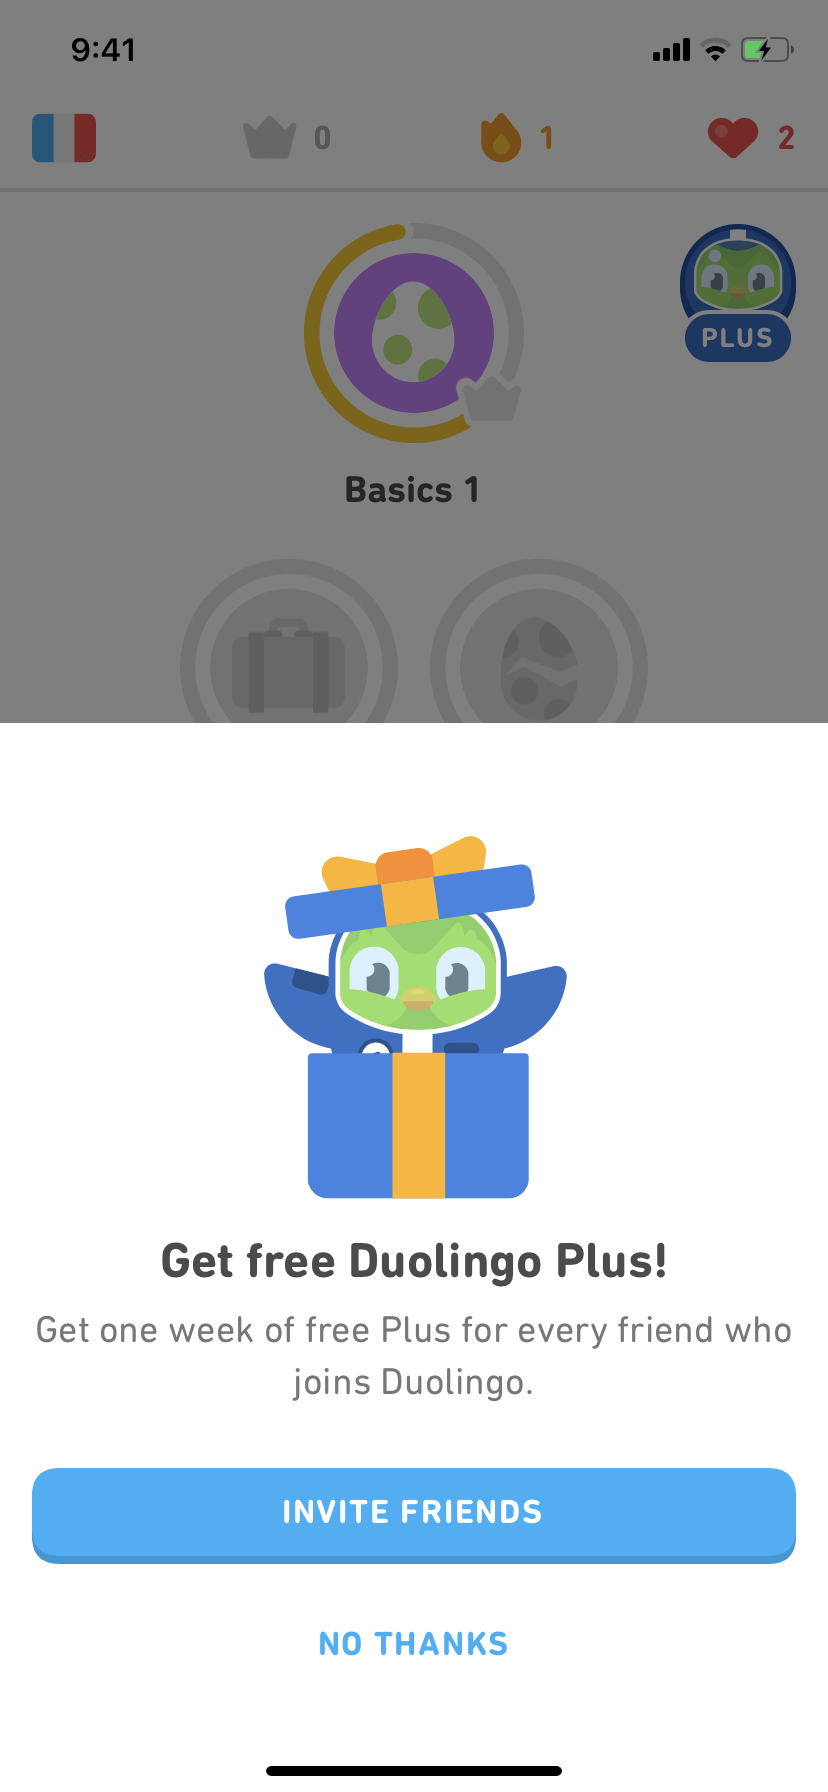 9:41
0
1
2
PLUS
Basics 1
Get free Duolingo Plus!
Get one week of free Plus for every friend who
joins Duolingo.
INVITE FRIENDS
NO THANKS